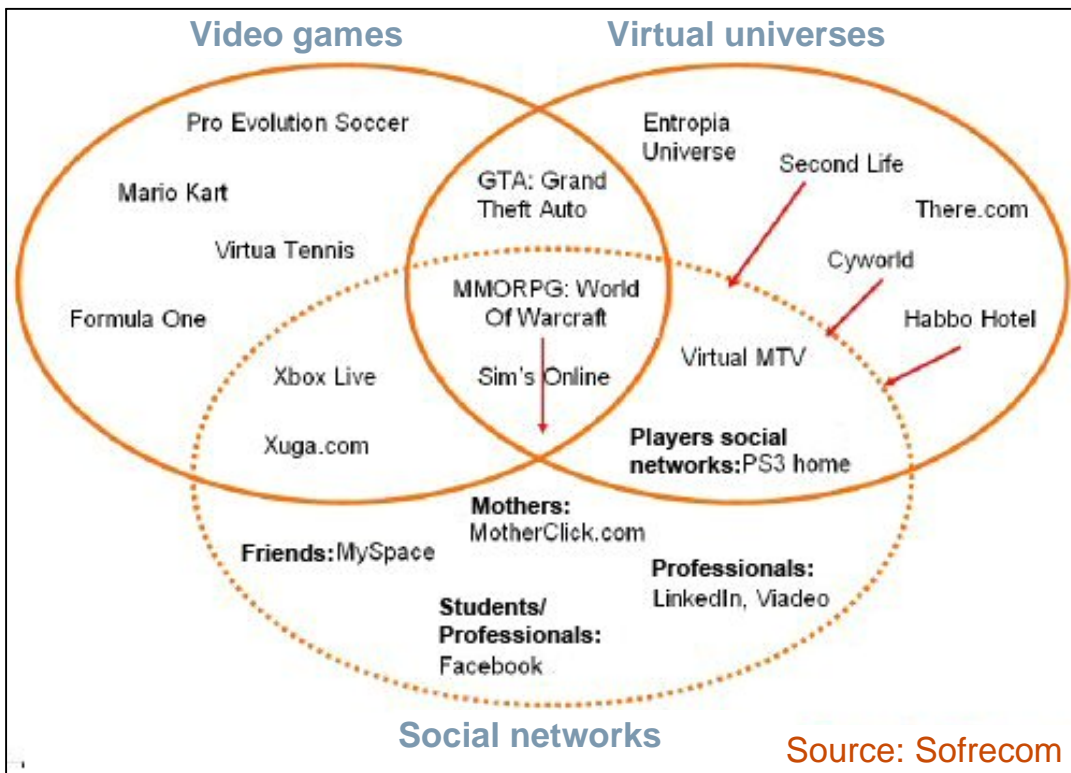 Video games
Virtual universes
Pro Evolution Soccer
Entropia
Universe
GTA: Grand
Theft Auto
Second Life
Mario Kart
There.com
Virtua Tennis
Cyworld
MMORPG: World
Of Warcraft
Formula One
Habbo Hotel
Virtual MTV
Xbox Live
Sim's Online
Xuga.com
Players social
networks:PS3 home
Mothers:
MotherClick.com
Friends:MySpace
Professionals:
LinkedIn, Viadeo
Students/
Professionals:
Facebook
Social networks
Source: Sofrecom